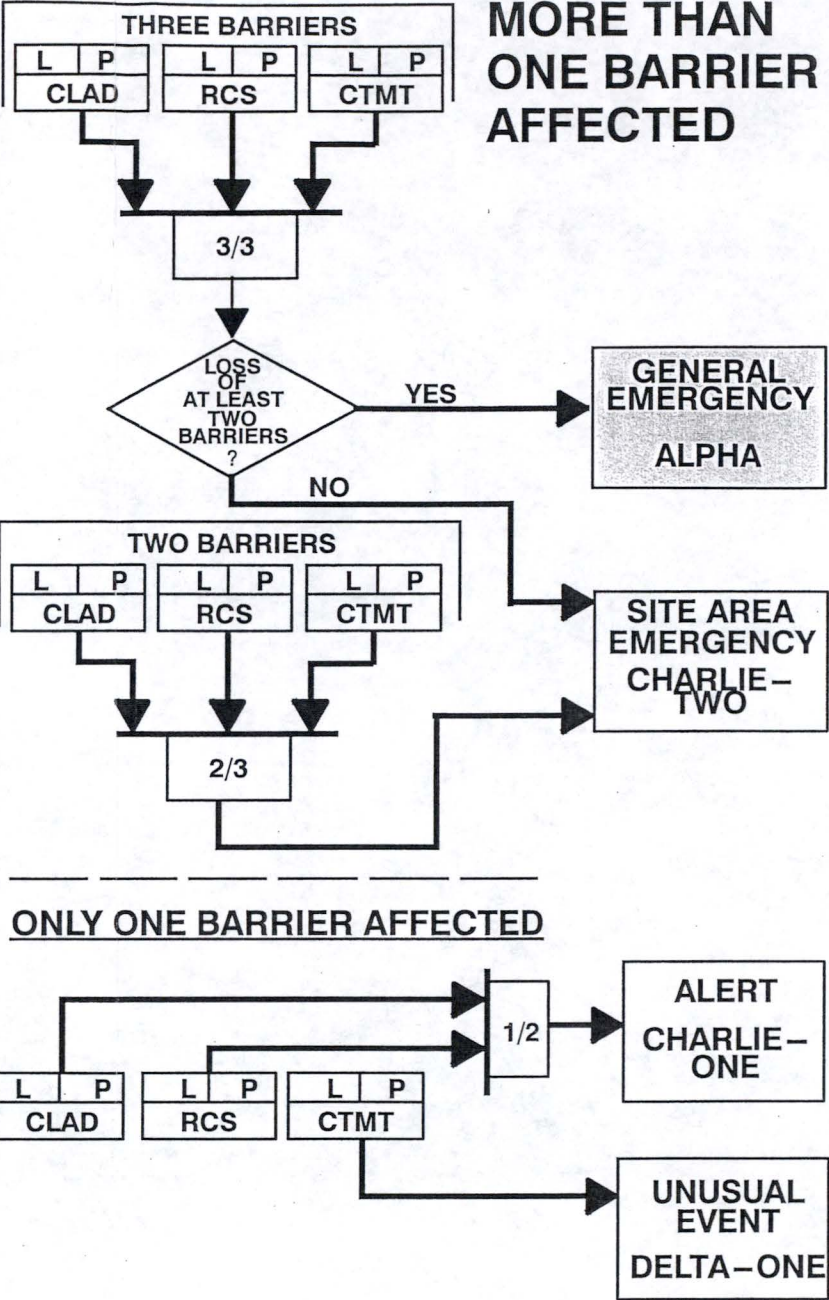 MORE THAN
ONE BARRIER
AFFECTED
THREE BARRIERS
L P L P L P
CLAD RCS CTMT
3/3
LOSS
OF
AT LEAST
TWO
BARRIERS
?
YES
GENERAL
EMERGENCY
ALPHA
NO
TWO BARRIERS
L P L P L P
CLAD RCS CTMT
SITE AREA
EMERGENCY
CHARLIE–
TWO
2/3
ONLY ONE BARRIER AFFECTED
1/2
ALERT
CHARLIE–
ONE
L P L P L P
CLAD RCS CTMT
UNUSUAL
EVENT
DELTA–ONE